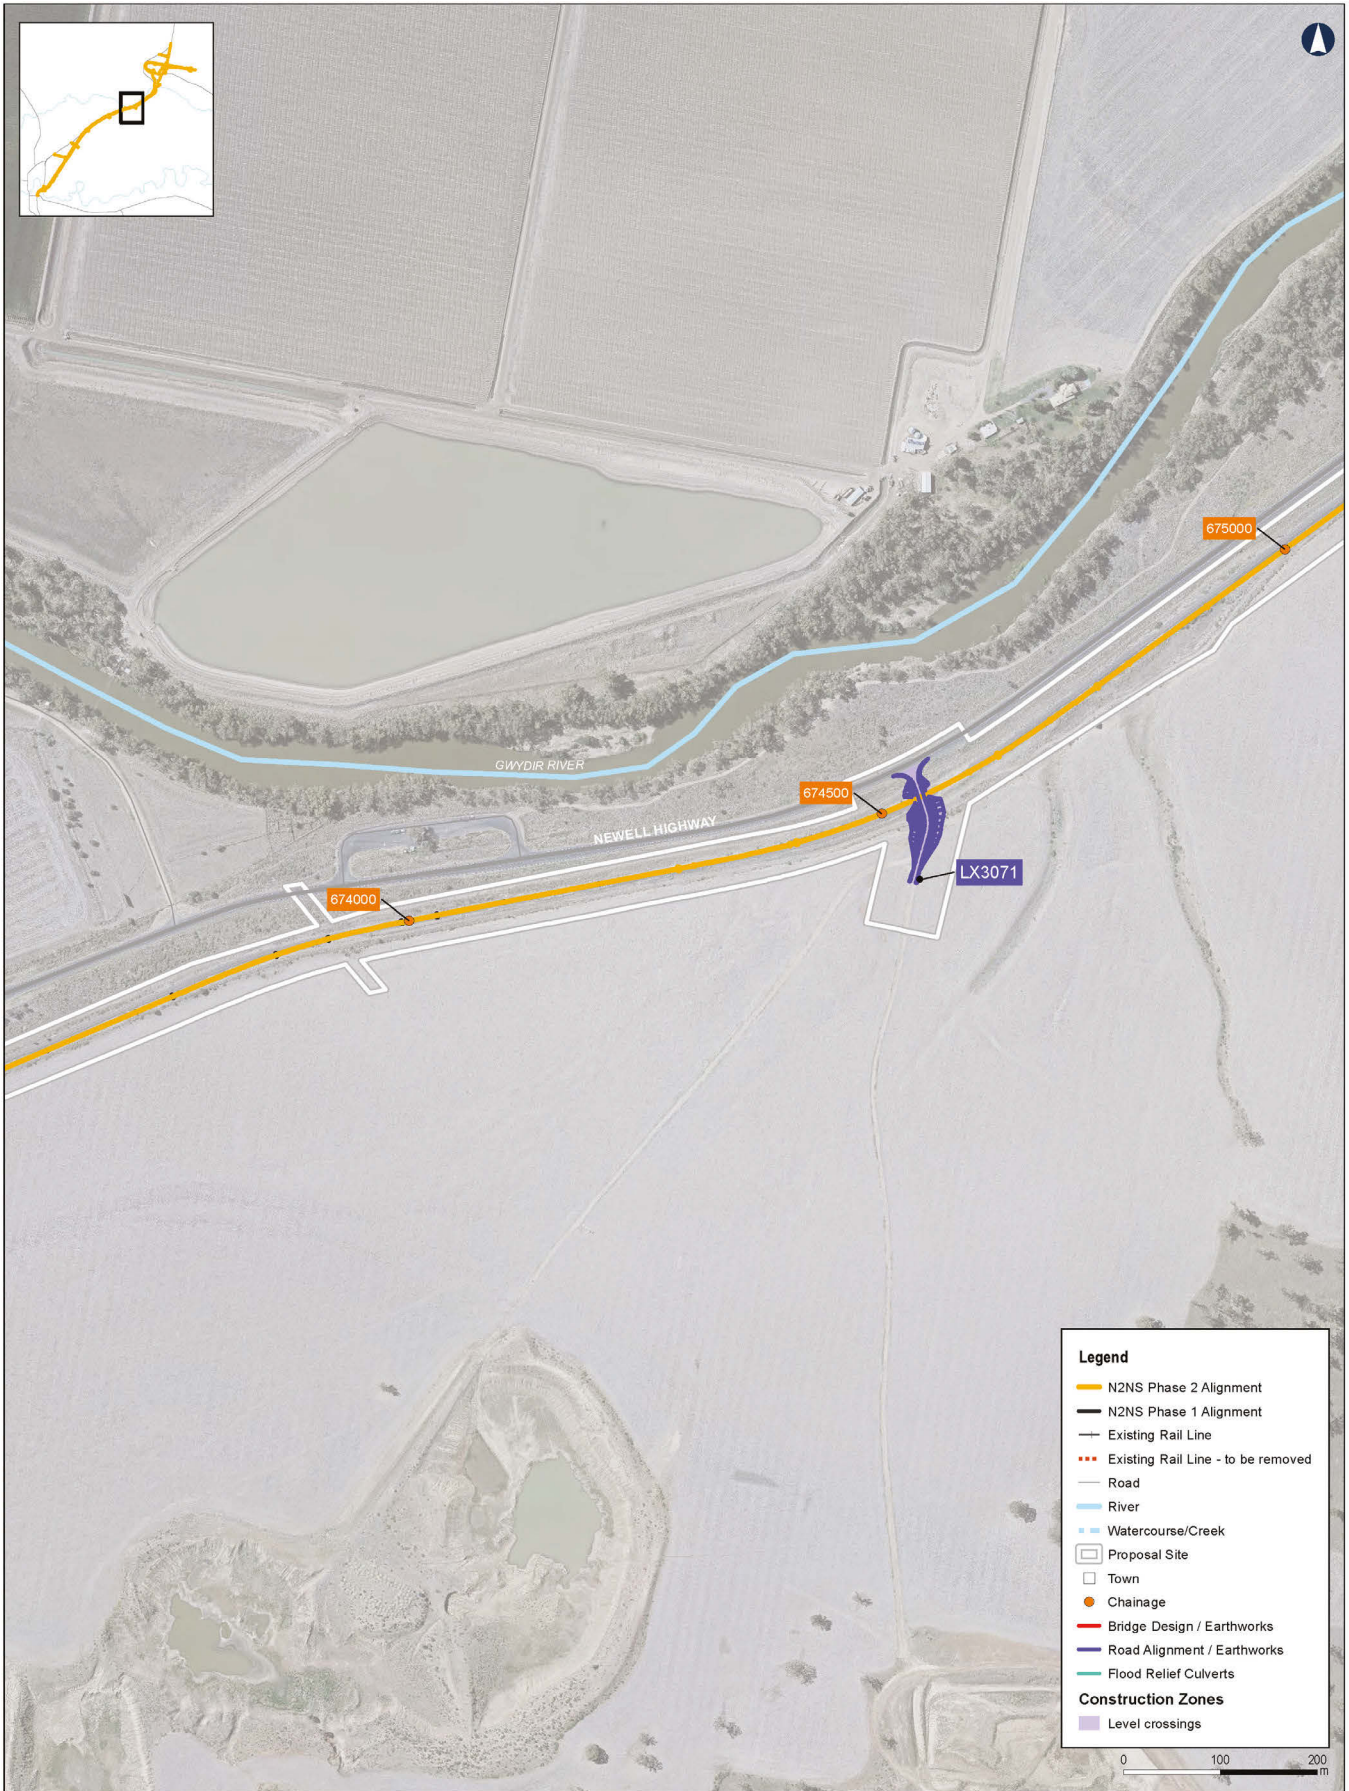 675000
GWYDIR RIVER
674500
NEWELL HIGHWAY
LX3071
674000
Legend
N2NS Phase 2 Alignment
N2NS Phase 1 Alignment
Existing Rail Line
Existing Rail Line - to be removed
Road
River
Watercourse/Creek
Proposal Site
Town
Chainage
Bridge Design / Earthworks
Road Alignment / Earthworks
Flood Relief Culverts
Construction Zones
Level crossings
0 100 200
m